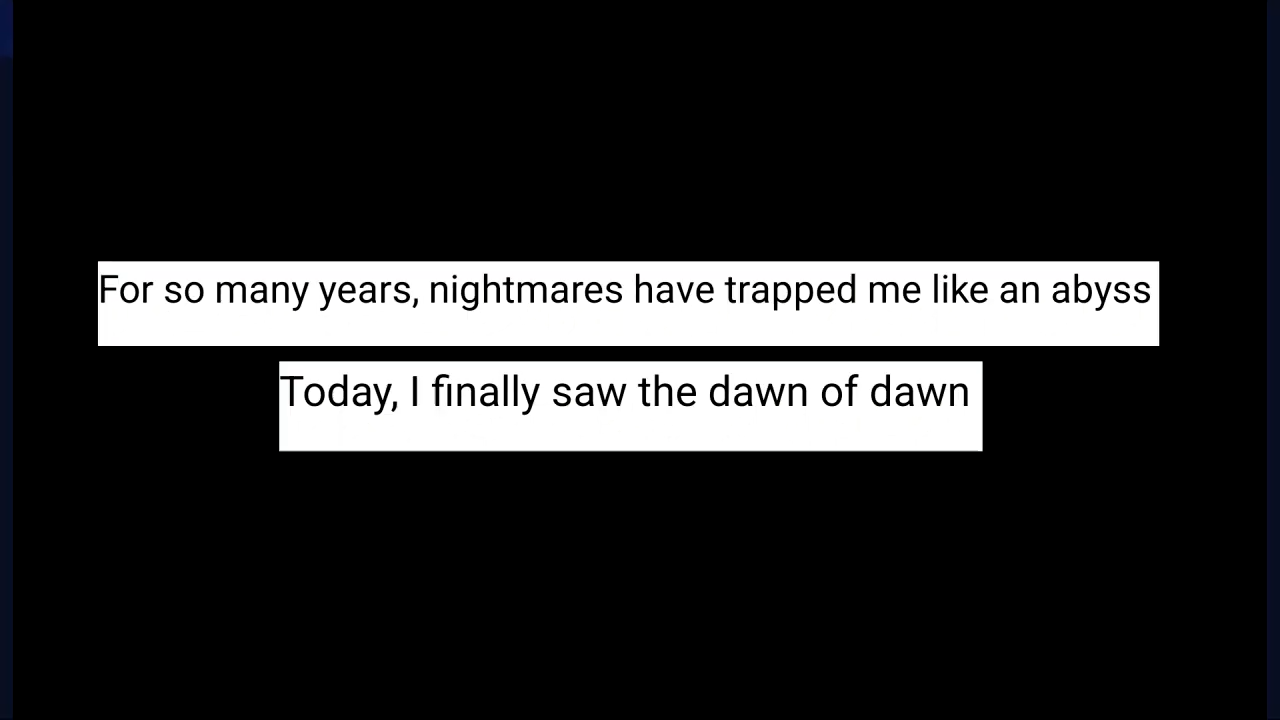 For so many years, nightmares have trapped me like an abyss
Today, I finally saw the dawn of dawn